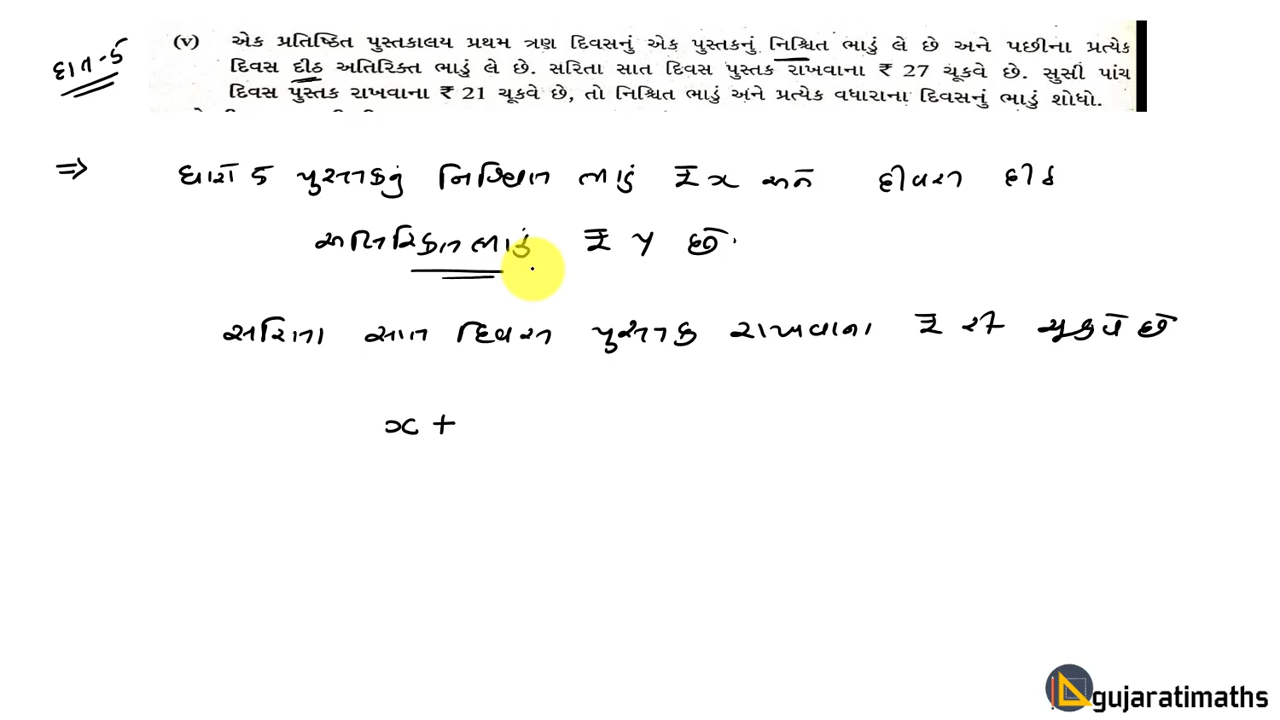 દાખલ-5
(v) એક પ્રતિષ્ઠિત પુસ્તકાલય પ્રથમ ત્રણ દિવસનું એક પુસ્તકનું નિશ્ચિત ભાડું લે છે અને પછીના પ્રત્યેક
દિવસ દીઠ અતિરિક્ત ભાડું લે છે. સરિતા સાત દિવસ પુસ્તક રાખવાના ₹ 27 ચૂકવે છે. સુસી પાંચ
દિવસ પુસ્તક રાખવાના ₹ 21 ચૂકવે છે, તો નિશ્ચિત ભાડું અને પ્રત્યેક વધારાના દિવસનું ભાડું શોધો.
⇒ ધારો કે પુસ્તકનું નિશ્ચિત ભાડું ₹ x અને દીવસ દીઠ
અતિરિક્ત ભાડું ₹ y છે.
સરિતા સાત દિવસ પુસ્તક રાખવાના ₹ ૨૭ ચૂકવે છે
x +
gujaratimaths